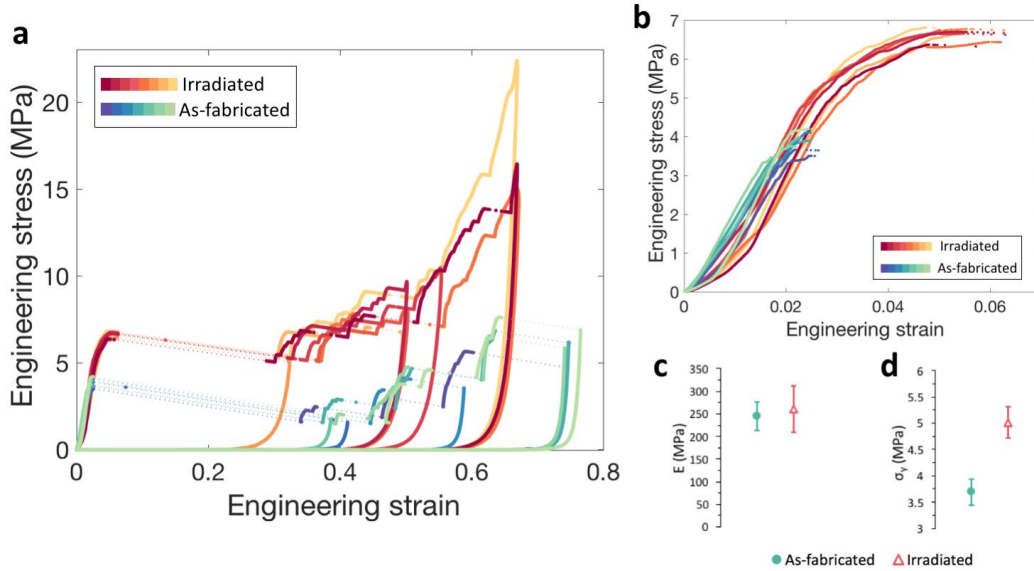 a
Engineering stress (MPa)
20
15
10
5
0
Irradiated
As-fabricated
0
0.2
0.4
0.6
0.8
Engineering strain
b
Engineering stress (MPa)
7
6
5
4
3
2
1
0
Irradiated
As-fabricated
0
0.02
0.04
0.06
Engineering strain
c
E (MPa)
350
300
250
200
150
100
50
0
d
σy (MPa)
6
5.5
5
4.5
4
3.5
3
As-fabricated
Irradiated